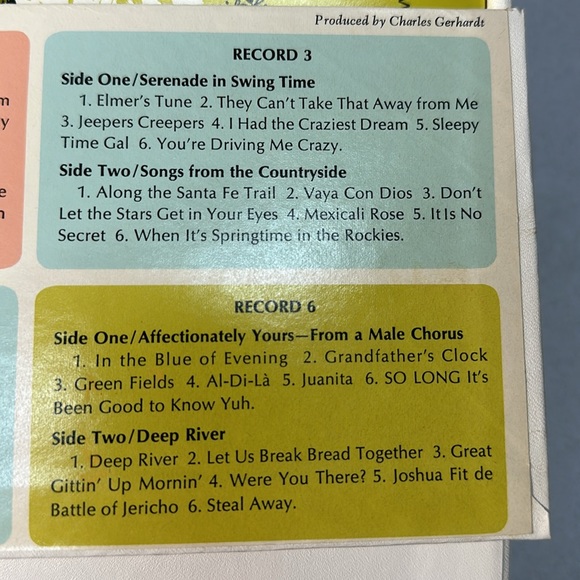 Produced by Charles Gerhardt
RECORD 3
Side One/Serenade in Swing Time
1. Elmer's Tune 2. They Can't Take That Away from Me
3. Jeepers Creepers 4. I Had the Craziest Dream 5. Sleepy
Time Gal 6. You're Driving Me Crazy.
Side Two/Songs from the Countryside
1. Along the Santa Fe Trail 2. Vaya Con Dios 3. Don't
Let the Stars Get in Your Eyes 4. Mexicali Rose 5. It Is No
Secret 6. When It's Springtime in the Rockies.
RECORD 6
Side One/Affectionately Yours—From a Male Chorus
1. In the Blue of Evening 2. Grandfather's Clock
3. Green Fields 4. Al-Di-Là 5. Juanita 6. SO LONG It's
Been Good to Know Yuh.
Side Two/Deep River
1. Deep River 2. Let Us Break Bread Together 3. Great
Gittin' Up Mornin' 4. Were You There? 5. Joshua Fit de
Battle of Jericho 6. Steal Away.